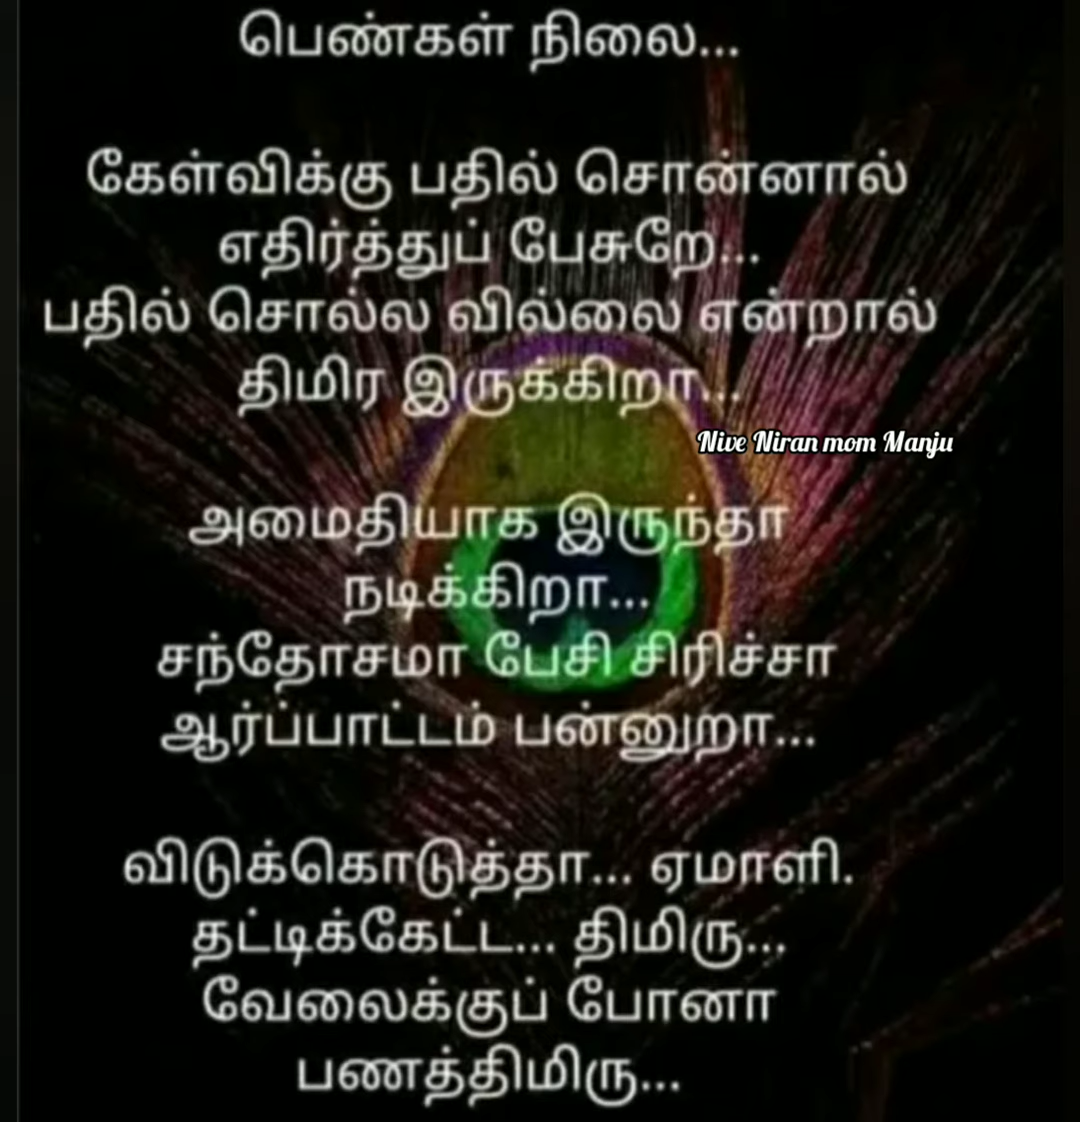 பெண்கள் நிலை...
கேள்விக்கு பதில் சொன்னால்
எதிர்த்துப் பேசுறே...
பதில் சொல்ல வில்லை என்றால்
திமிர இருக்கிறா...
Nive Niran mom Manju
அமைதியாக இருந்தா
நடிக்கிறா...
சந்தோசமா பேசி சிரிச்சா
ஆர்ப்பாட்டம் பன்னுறா...
விடுக்கொடுத்தா... ஏமாளி.
தட்டிக்கேட்ட... திமிரு...
வேலைக்குப் போனா
பணத்திமிரு...